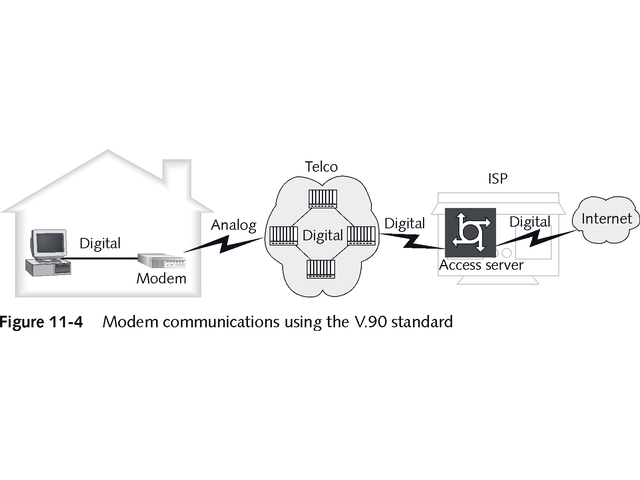 Telco
ISP
Analog
Digital
Digital
Internet
Digital
Digital
Access server
Modem
Figure 11-4 Modem communications using the V.90 standard